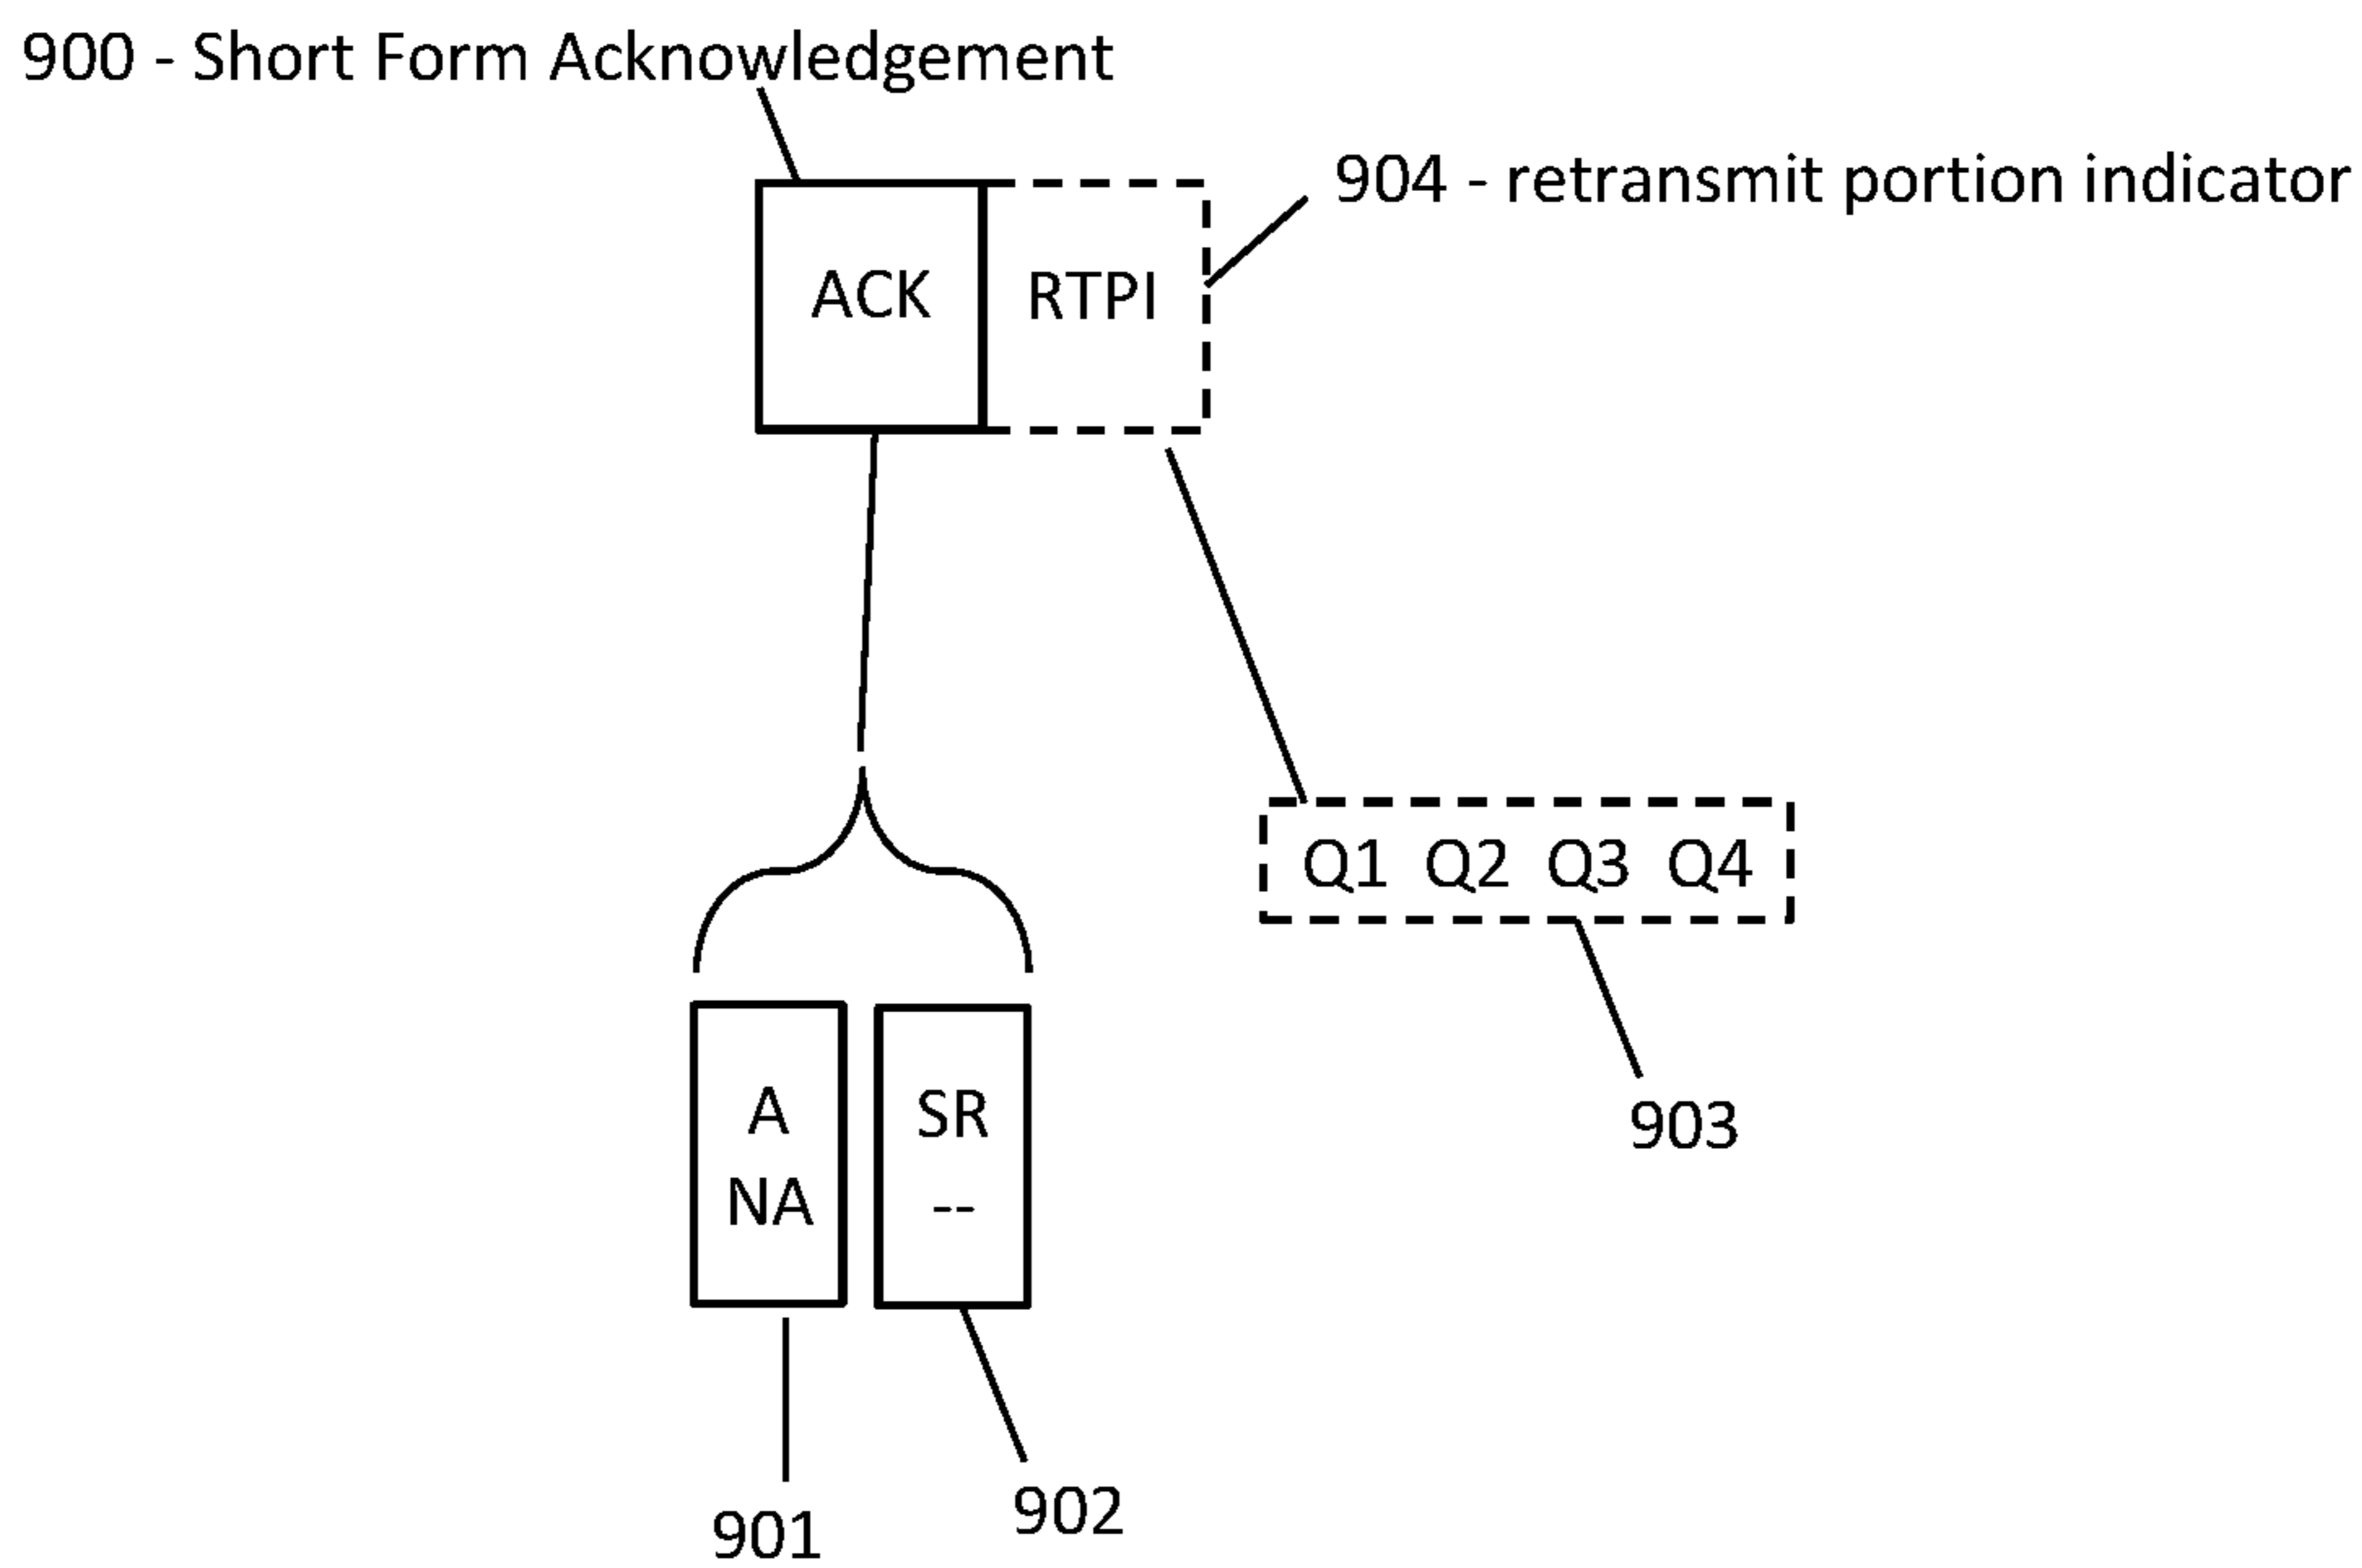 900 - Short Form Acknowledgement
904 - retransmit portion indicator
ACK RTPI
Q1 Q2 Q3 Q4
A
NA
SR
--
903
902
901